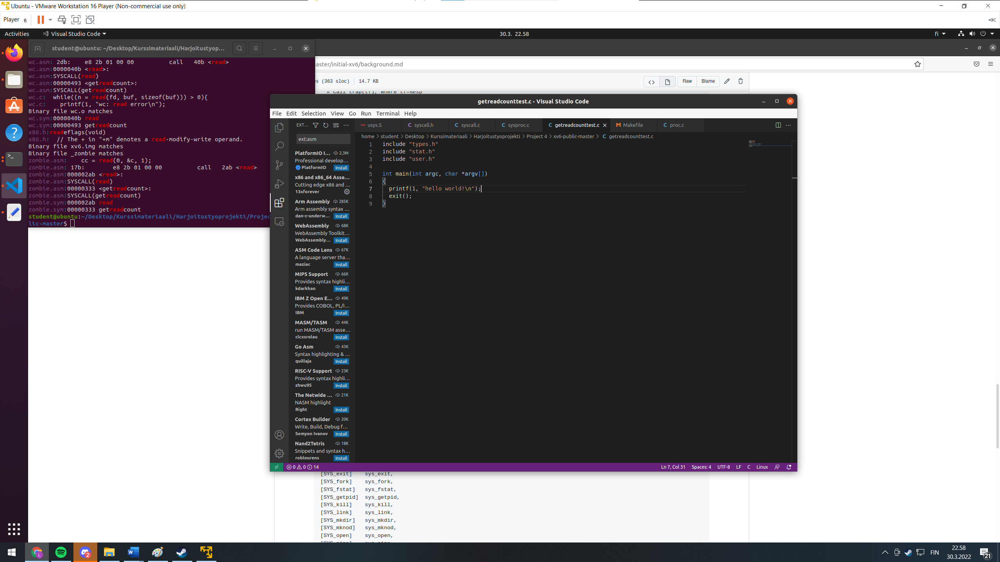 Ubuntu - VMware Workstation 16 Player (Non-commercial use only)
Player 6
Activities
Visual Studio Code
30.3. 22.58
fi
student@ubuntu: ~/Desktop/Kurssimateriaali/Harjoitustyop...
wc.asm: 2db: e8 2b 01 00 00 call 40b <read>
wc.asm:0000040b <read>:
wc.asm:SYSCALL(read)
wc.asm:00000493 <getreadcount>:
wc.asm:SYSCALL(getreadcount)
wc.c: while((n = read(fd, buf, sizeof(buf))) > 0){
wc.c: printf(1, "wc: read error\n");
Binary file wc.o matches
wc.sym:0000040b read
wc.sym:00000493 getreadcount
x86.h:readeflags(void)
x86.h: // The + in "+m" denotes a read-modify-write operand.
Binary file xv6.img matches
Binary file _zombie matches
zombie.asm: cc = read(0, &c, 1);
zombie.asm: 17b: e8 2b 01 00 00 call 2ab <read>
zombie.asm:000002ab <read>:
zombie.asm:SYSCALL(read)
zombie.asm:00000333 <getreadcount>:
zombie.asm:SYSCALL(getreadcount)
zombie.sym:000002ab read
zombie.sym:00000333 getreadcount
student@ubuntu:~/Desktop/Kurssimateriaali/Harjoitustyoprojekti/Projec
lic-master$
aster/initial-xv6/background.md
es (363 sloc) 14.7 KB
Raw
Blame
# Call trap(tf), where tf=%esp
getreadcounttest.c - Visual Studio Code
File Edit Selection View Go Run Terminal Help
EXT...
usys.S
syscall.h
syscall.c
sysproc.c
getreadcounttest.c
Makefile
proc.c
ext:asm
home > student > Desktop > Kurssimateriaali > Harjoitustyoprojekti > Project 4 > xv6-public-master > C getreadcounttest.c
PlatformIO I... 2.3M
Professional develop...
PlatformIO Install
x86 and x86_64 Asse...
Cutting edge x86 and ...
13xforever
Arm Assembly 285K
Arm assembly syntax ...
dan-c-underw... Install
WebAssembly 68K
WebAssembly Toolkit...
WebAssembly... Install
ASM Code Lens 67K
A language server tha...
maziac Install
MIPS Support 66K
Provides syntax highli...
kdarkhan Install
IBM Z Open E... 49K
Provides COBOL, PL/I...
IBM Install
MASM/TASM 44K
run MASM/TASM asse...
clcxsrolau Install
Go Asm 43K
Syntax highlighting & ...
quillaja Install
RISC-V Support 23K
Provides syntax highli...
zhwu95 Install
The Netwide ... 21K
NASM highlight
Right Install
Cortex Builder 20K
Write, Build, Debug f...
Semyon Ivanov Install
Nand2Tetris 18K
Snippets and syntax h...
roblourens Install
1 include "types.h"
2 include "stat.h"
3 include "user.h"
4
5 int main(int argc, char *argv[])
6 {
7 printf(1, "hello world!\n");
8 exit();
9 }
0 0 14
Ln 7, Col 31 Spaces: 4 UTF-8 LF C Linux
[SYS_exit] sys_exit,
[SYS_fork] sys_fork,
[SYS_fstat] sys_fstat,
[SYS_getpid] sys_getpid,
[SYS_kill] sys_kill,
[SYS_link] sys_link,
[SYS_mkdir] sys_mkdir,
[SYS_mknod] sys_mknod,
[SYS_open] sys_open,
L
2
FIN
22.58
30.3.2022
21